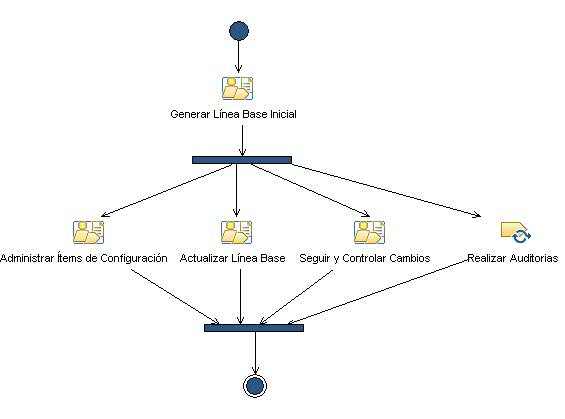 Generar Línea Base Inicial
Administrar Ítems de Configuración
Actualizar Línea Base
Seguir y Controlar Cambios
Realizar Auditorias